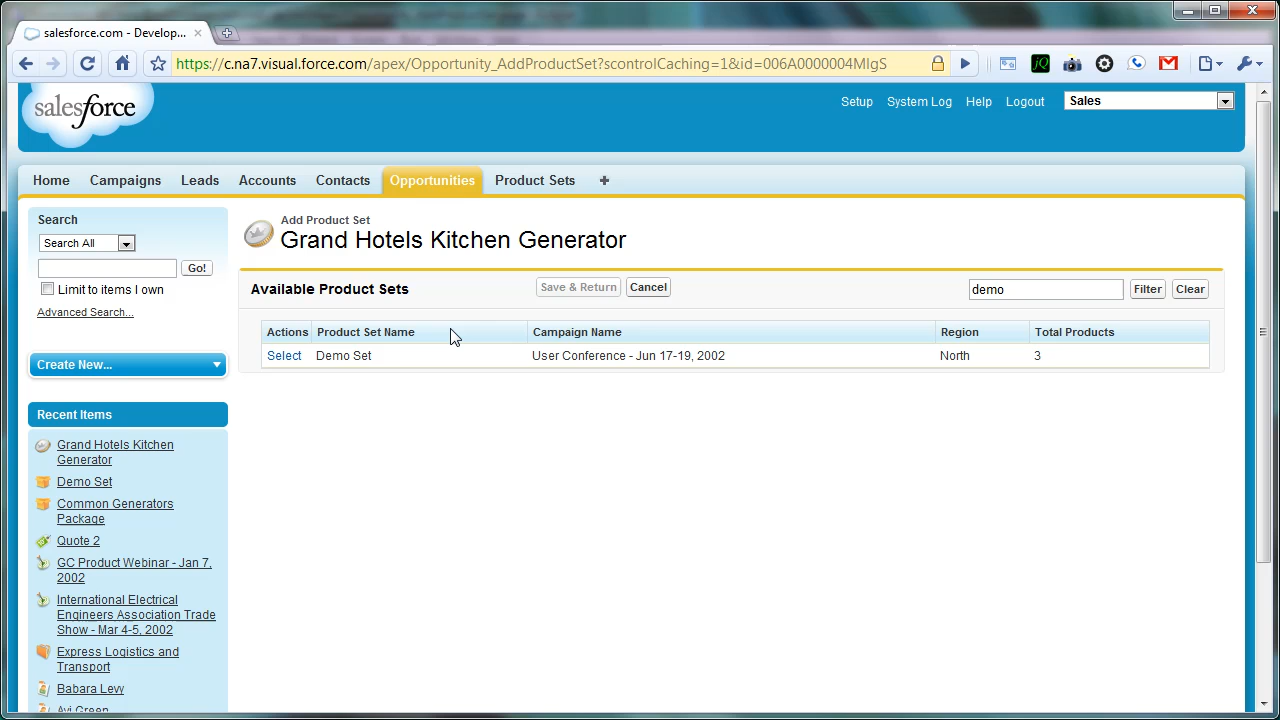 salesforce.com - Develop...
https://c.na7.visual.force.com/apex/Opportunity_AddProductSet?scontrolCaching=1&id=006A0000004MIgS
jQ
salesforce
Setup System Log Help Logout Sales
Home Campaigns Leads Accounts Contacts Opportunities Product Sets
Search
Search All
Go!
Limit to items I own
Advanced Search...
Create New...
Recent Items
Grand Hotels Kitchen
Generator
Demo Set
Common Generators
Package
Quote 2
GC Product Webinar - Jan 7,
2002
International Electrical
Engineers Association Trade
Show - Mar 4-5, 2002
Express Logistics and
Transport
Babara Levy
Avi Green
Add Product Set
Grand Hotels Kitchen Generator
Available Product Sets Save & Return Cancel demo Filter Clear
Actions Product Set Name Campaign Name Region Total Products
Select Demo Set User Conference - Jun 17-19, 2002 North 3